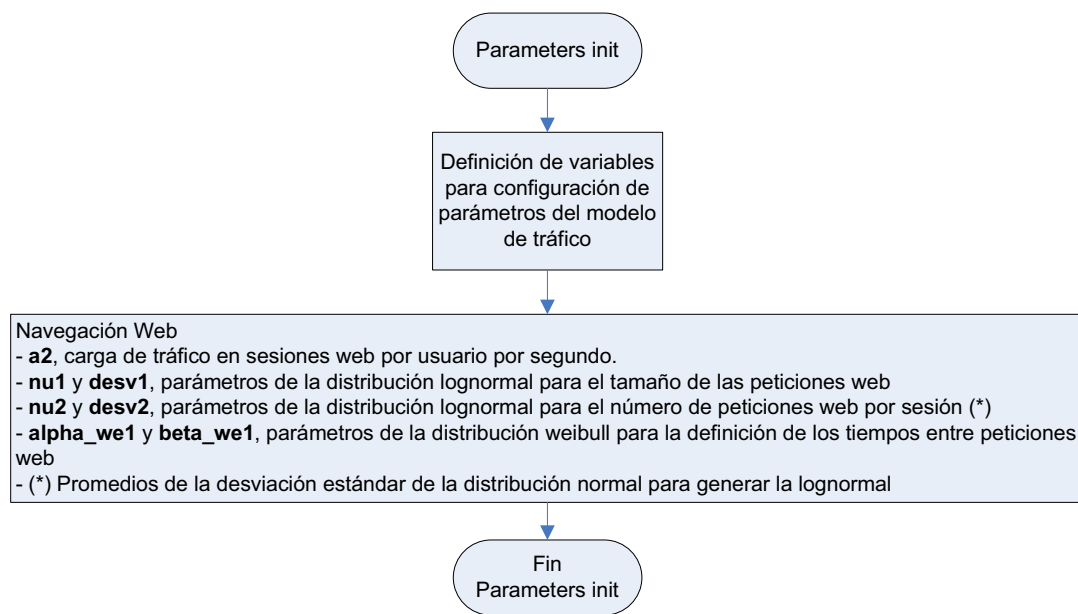 Parameters init
Definición de variables
para configuración de
parámetros del modelo
de tráfico
Navegación Web
- a2, carga de tráfico en sesiones web por usuario por segundo.
- nu1 y desv1, parámetros de la distribución lognormal para el tamaño de las peticiones web
- nu2 y desv2, parámetros de la distribución lognormal para el número de peticiones web por sesión (*)
- alpha_we1 y beta_we1, parámetros de la distribución weibull para la definición de los tiempos entre peticiones
web
- (*) Promedios de la desviación estándar de la distribución normal para generar la lognormal
Fin
Parameters init